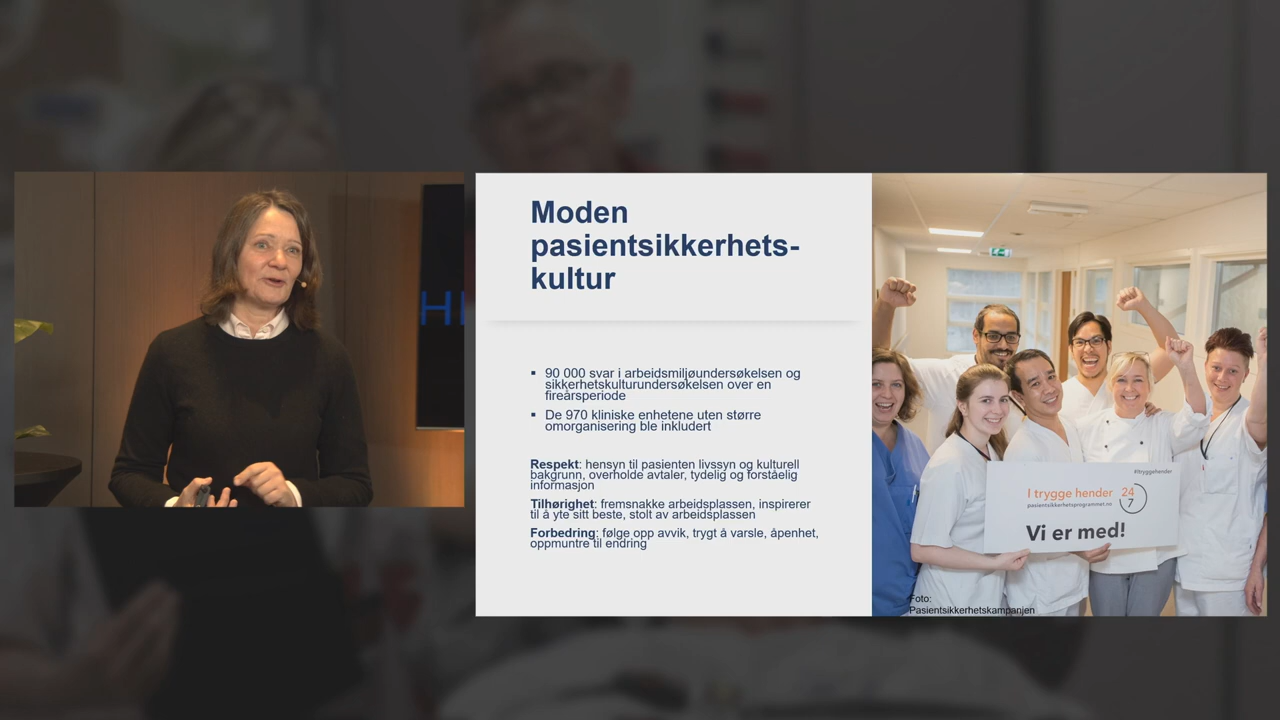 H
Moden
pasientsikkerhets-
kultur
▪ 90 000 svar i arbeidsmiljøundersøkelsen og
sikkerhetskulturundersøkelsen over en
fireårsperiode
▪ De 970 kliniske enhetene uten større
omorganisering ble inkludert
Respekt: hensyn til pasienten livssyn og kulturell
bakgrunn, overholde avtaler, tydelig og forståelig
informasjon
Tilhørighet: fremsnakke arbeidsplassen, inspirerer
til å yte sitt beste, stolt av arbeidsplassen
Forbedring: følge opp avvik, trygt å varsle, åpenhet,
oppmuntre til endring
#itryggehender
I trygge hender 24
7
pasientsikkerhetsprogrammet.no
Vi er med!
Foto:
Pasientsikkerhetskampanjen